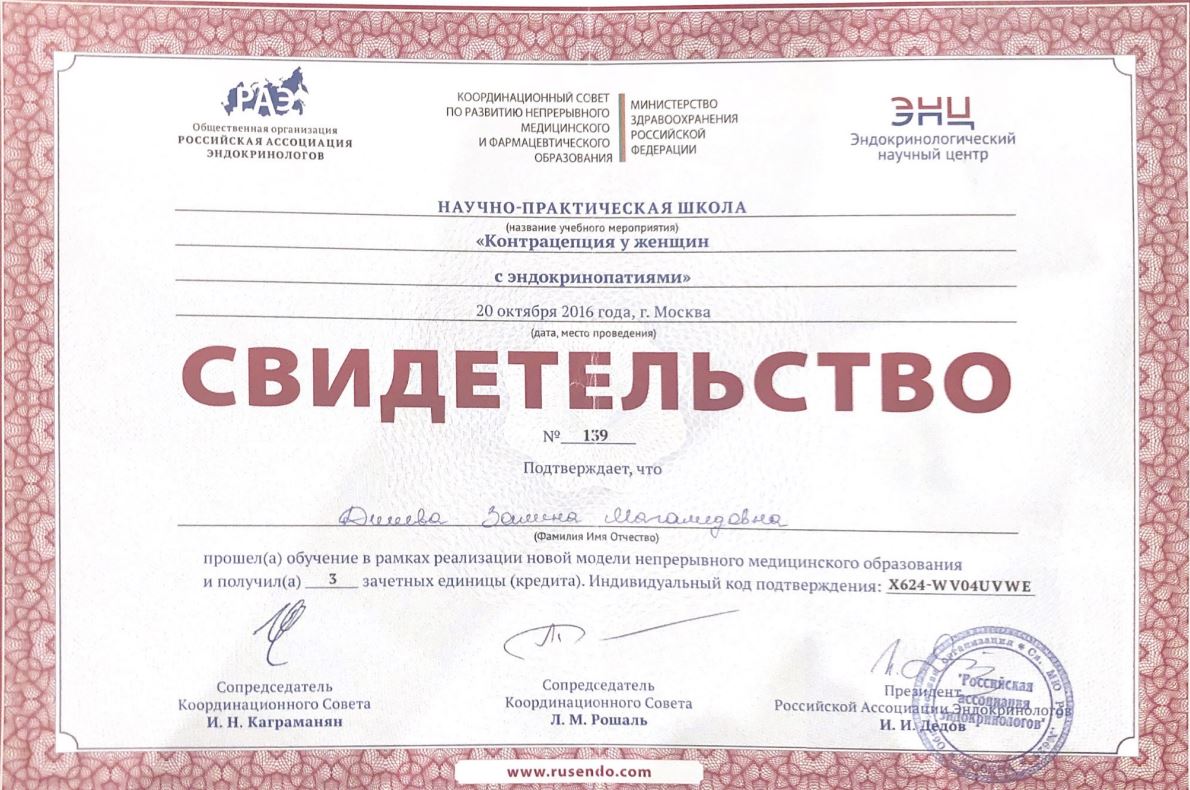 РАЭ
Общественная организация
РОССИЙСКАЯ АССОЦИАЦИЯ
ЭНДОКРИНОЛОГОВ
КООРДИНАЦИОННЫЙ СОВЕТ
ПО РАЗВИТИЮ НЕПРЕРЫВНОГО
МЕДИЦИНСКОГО
И ФАРМАЦЕВТИЧЕСКОГО
ОБРАЗОВАНИЯ
МИНИСТЕРСТВО
ЗДРАВООХРАНЕНИЯ
РОССИЙСКОЙ
ФЕДЕРАЦИИ
ЭНЦ
Эндокринологический
научный центр
НАУЧНО-ПРАКТИЧЕСКАЯ ШКОЛА
(название учебного мероприятия)
«Контрацепция у женщин
с эндокринопатиями»
20 октября 2016 года, г. Москва
(дата, место проведения)
СВИДЕТЕЛЬСТВО
№ 139
Подтверждает, что
Залина Магамедовна
(Фамилия Имя Отчество)
прошел(а) обучение в рамках реализации новой модели непрерывного медицинского образования
и получил(а) 3 зачетных единицы (кредита). Индивидуальный код подтверждения: X624-WV04UVWE
Сопредседатель
Координационного Совета
И. Н. Каграманян
Сопредседатель
Координационного Совета
Л. М. Рошаль
Президент
Российской Ассоциации Эндокринологов
И. И. Дедов
"Российская
ассоциация
эндокринологов"
www.rusendo.com